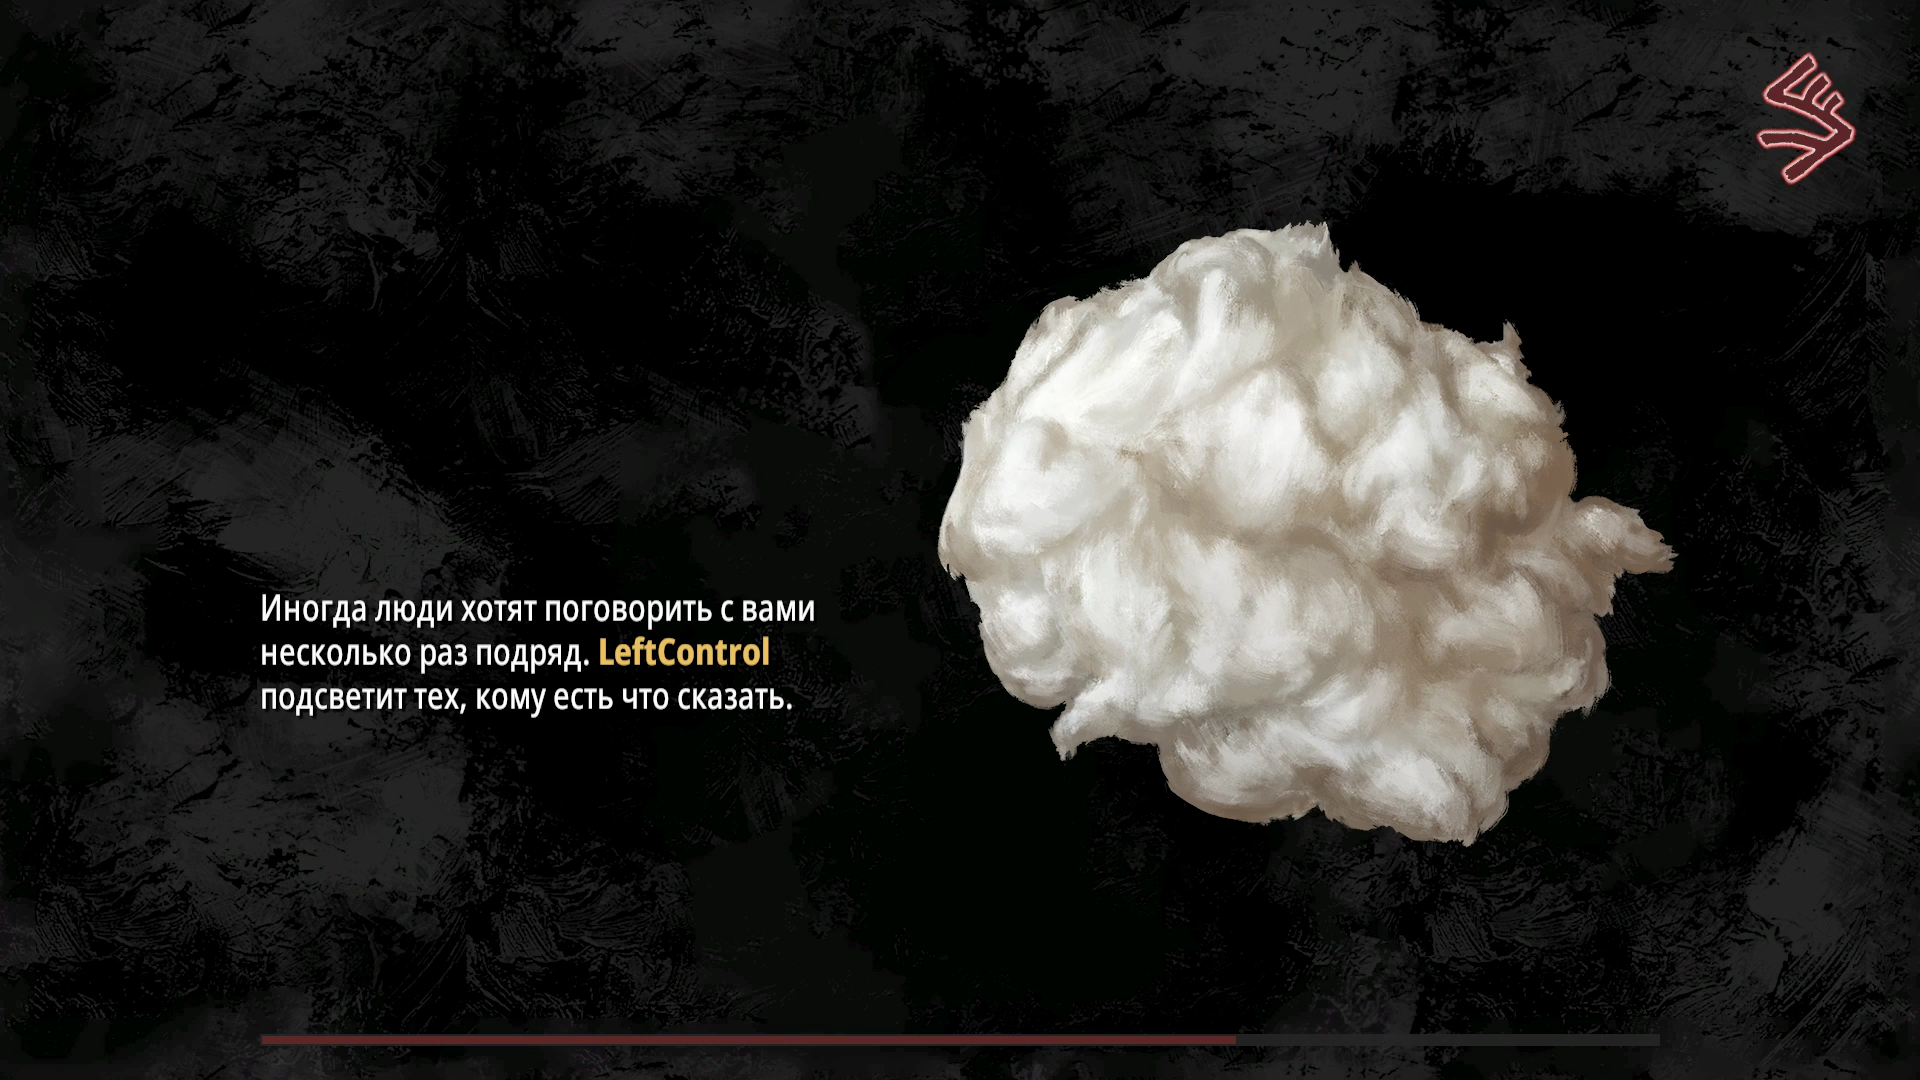 Иногда люди хотят поговорить с вами
несколько раз подряд. LeftControl
подсветит тех, кому есть что сказать.